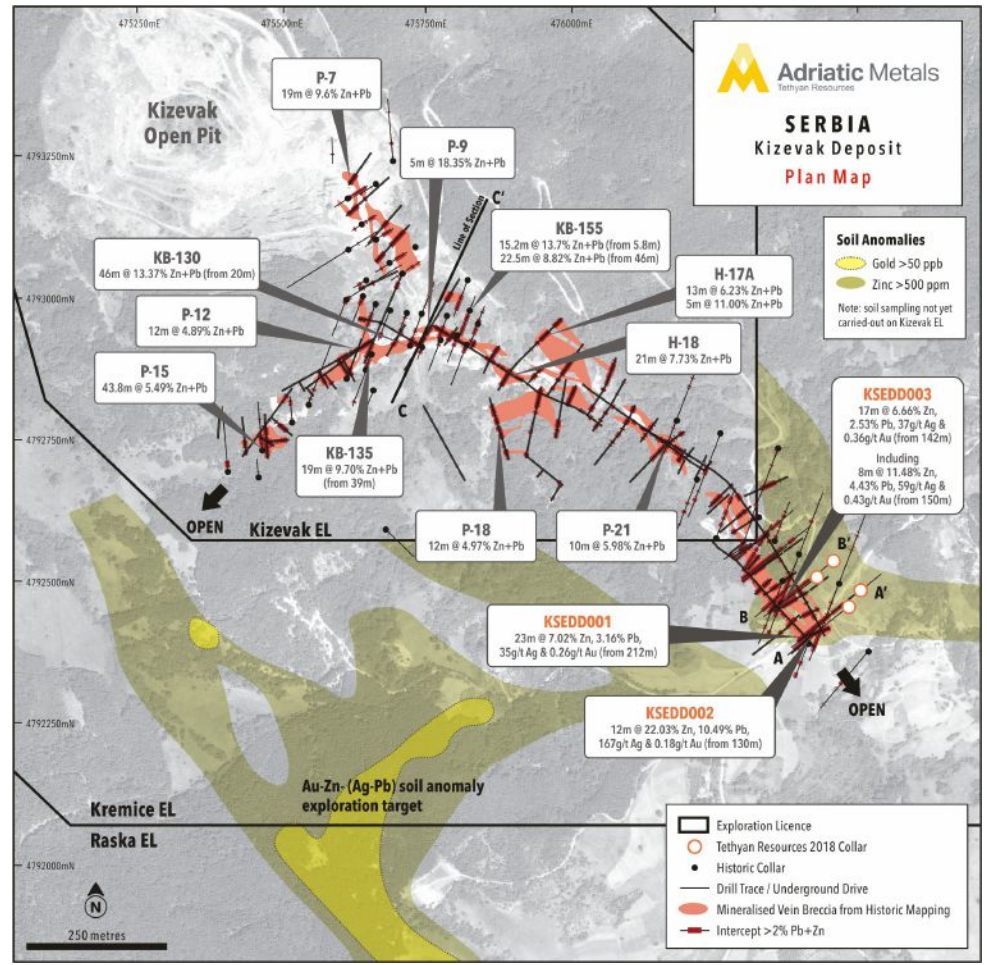 475250mE
475500mE
475750mE
476000mE
4793250mN
4793000mN
4792750mN
4792500mN
4792250mN
4792000mN
Adriatic Metals
Tethyan Resources
SERBIA
Kizevak Deposit
Plan Map
Soil Anomalies
Gold >50 ppb
Zinc >500 ppm
Note: soil sampling not yet
carried-out on Kizevak EL
Kizevak
Open Pit
P-7
19m @ 9.6% Zn+Pb
P-9
5m @ 18.35% Zn+Pb
C'
Line of Section
C
KB-155
15.2m @ 13.7% Zn+Pb (from 5.8m)
22.5m @ 8.82% Zn+Pb (from 46m)
KB-130
46m @ 13.37% Zn+Pb (from 20m)
H-17A
13m @ 6.23% Zn+Pb
5m @ 11.00% Zn+Pb
P-12
12m @ 4.89% Zn+Pb
H-18
21m @ 7.73% Zn+Pb
P-15
43.8m @ 5.49% Zn+Pb
KSEDD003
17m @ 6.66% Zn,
2.53% Pb, 37g/t Ag &
0.36g/t Au (from 142m)
Including
8m @ 11.48% Zn,
4.43% Pb, 59g/t Ag &
0.43g/t Au (from 150m)
KB-135
19m @ 9.70% Zn+Pb
(from 39m)
OPEN
Kizevak EL
P-18
12m @ 4.97% Zn+Pb
P-21
10m @ 5.98% Zn+Pb
B'
A'
B
A
KSEDD001
23m @ 7.02% Zn, 3.16% Pb,
35g/t Ag & 0.26g/t Au (from 212m)
OPEN
KSEDD002
12m @ 22.03% Zn, 10.49% Pb,
167g/t Ag & 0.18g/t Au (from 130m)
Au-Zn- (Ag-Pb) soil anomaly
exploration target
Kremice EL
Raska EL
N
250 metres
Exploration Licence
Tethyan Resources 2018 Collar
Historic Collar
Drill Trace / Underground Drive
Mineralised Vein Breccia from Historic Mapping
Intercept >2% Pb+Zn